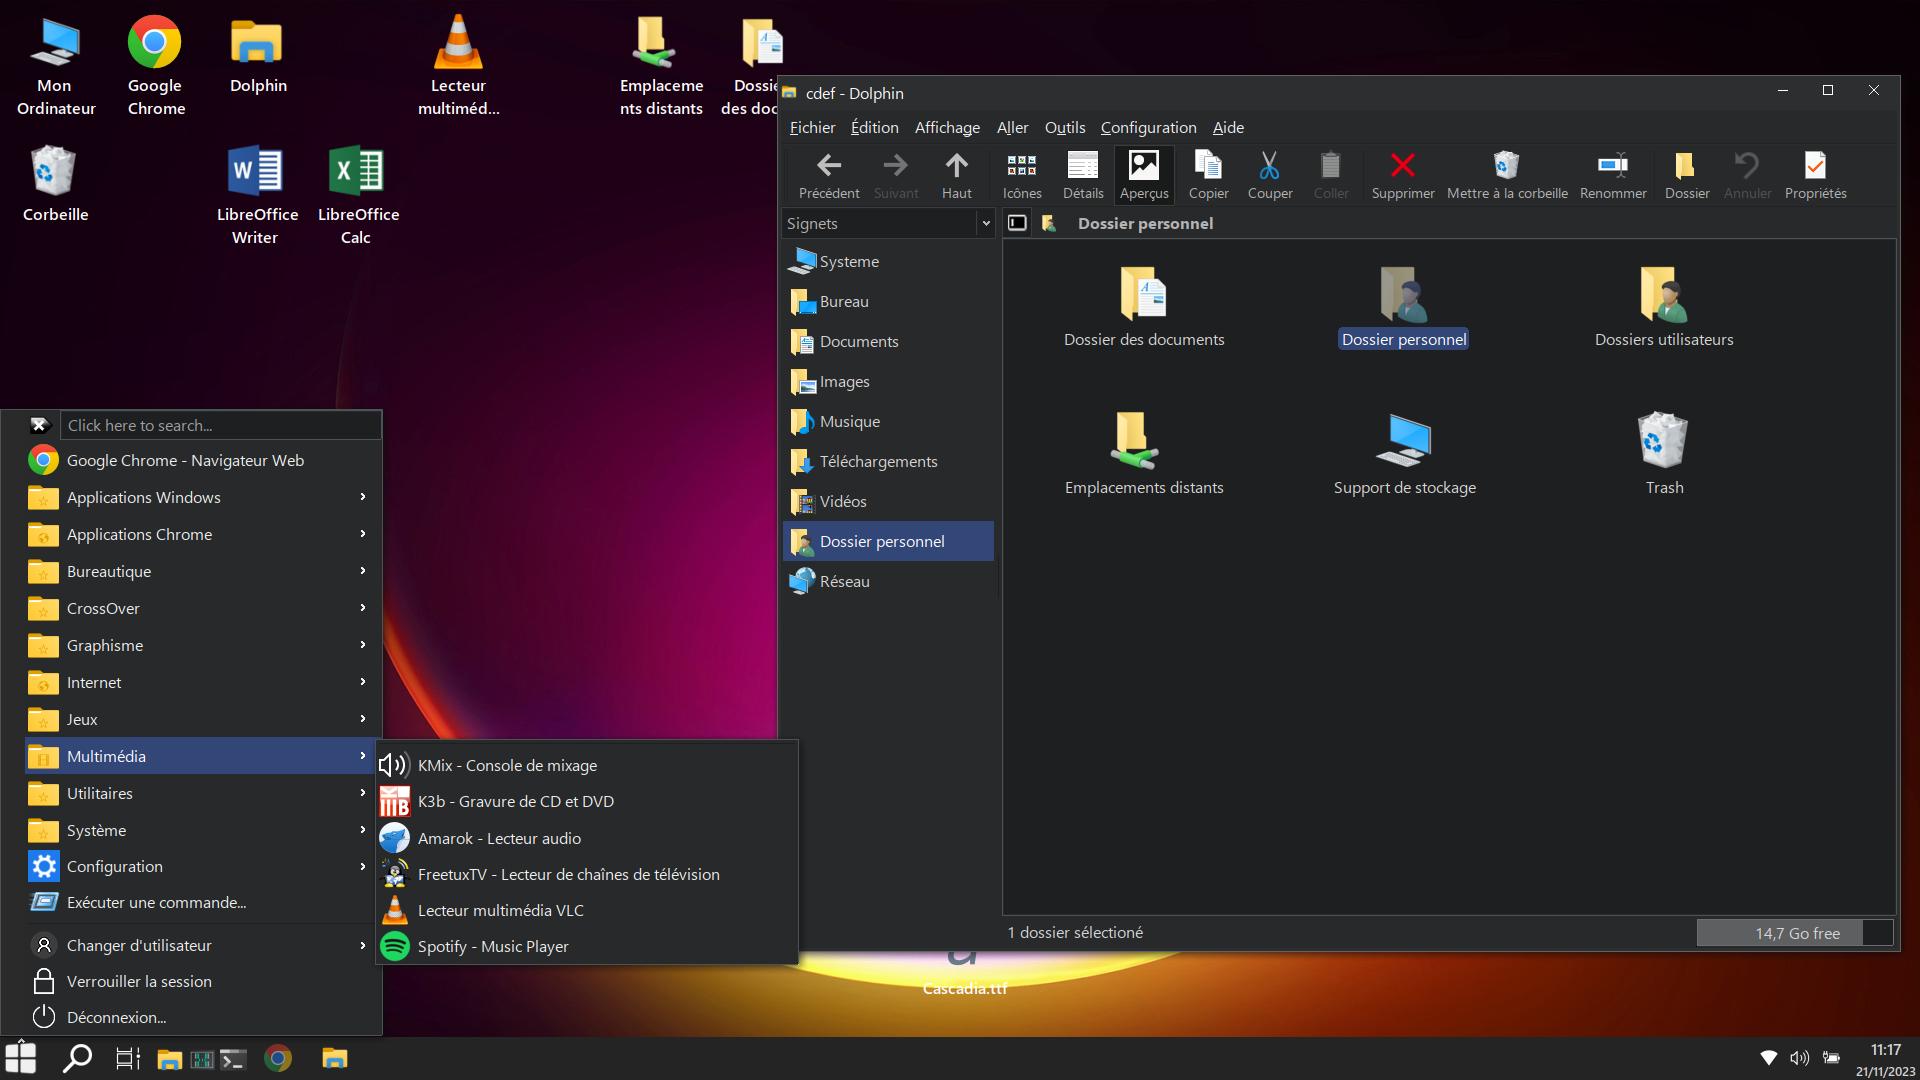 Mon
Ordinateur
Google
Chrome
Dolphin
Lecteur
multiméd...
Emplaceme
nts distants
Dossie
des doc
Corbeille
LibreOffice
Writer
LibreOffice
Calc
cdef - Dolphin
Fichier Édition Affichage Aller Outils Configuration Aide
Précédent Suivant Haut Icônes Détails Aperçus Copier Couper Coller Supprimer Mettre à la corbeille Renommer Dossier Annuler Propriétés
Signets
Dossier personnel
Systeme
Bureau
Documents
Images
Musique
Téléchargements
Vidéos
Dossier personnel
Réseau
Dossier des documents
Dossier personnel
Dossiers utilisateurs
Emplacements distants
Support de stockage
Trash
1 dossier sélectioné
14,7 Go free
Click here to search...
Google Chrome - Navigateur Web
Applications Windows
Applications Chrome
Bureautique
CrossOver
Graphisme
Internet
Jeux
Multimédia
Utilitaires
Système
Configuration
Exécuter une commande...
Changer d'utilisateur
Verrouiller la session
Déconnexion...
KMix - Console de mixage
K3b - Gravure de CD et DVD
Amarok - Lecteur audio
FreetuxTV - Lecteur de chaînes de télévision
Lecteur multimédia VLC
Spotify - Music Player
Cascadia.ttf
11:17
21/11/2023